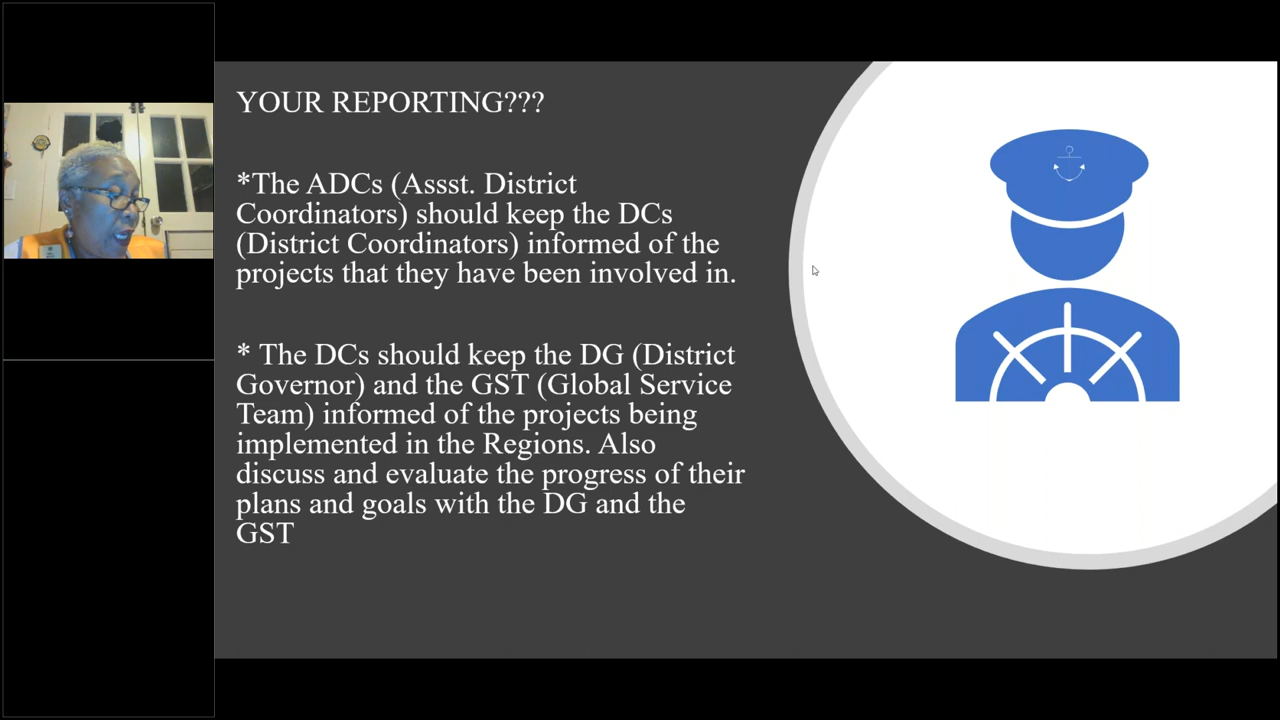 YOUR REPORTING???
*The ADCs (Assst. District
Coordinators) should keep the DCs
(District Coordinators) informed of the
projects that they have been involved in.
* The DCs should keep the DG (District
Governor) and the GST (Global Service
Team) informed of the projects being
implemented in the Regions. Also
discuss and evaluate the progress of their
plans and goals with the DG and the
GST